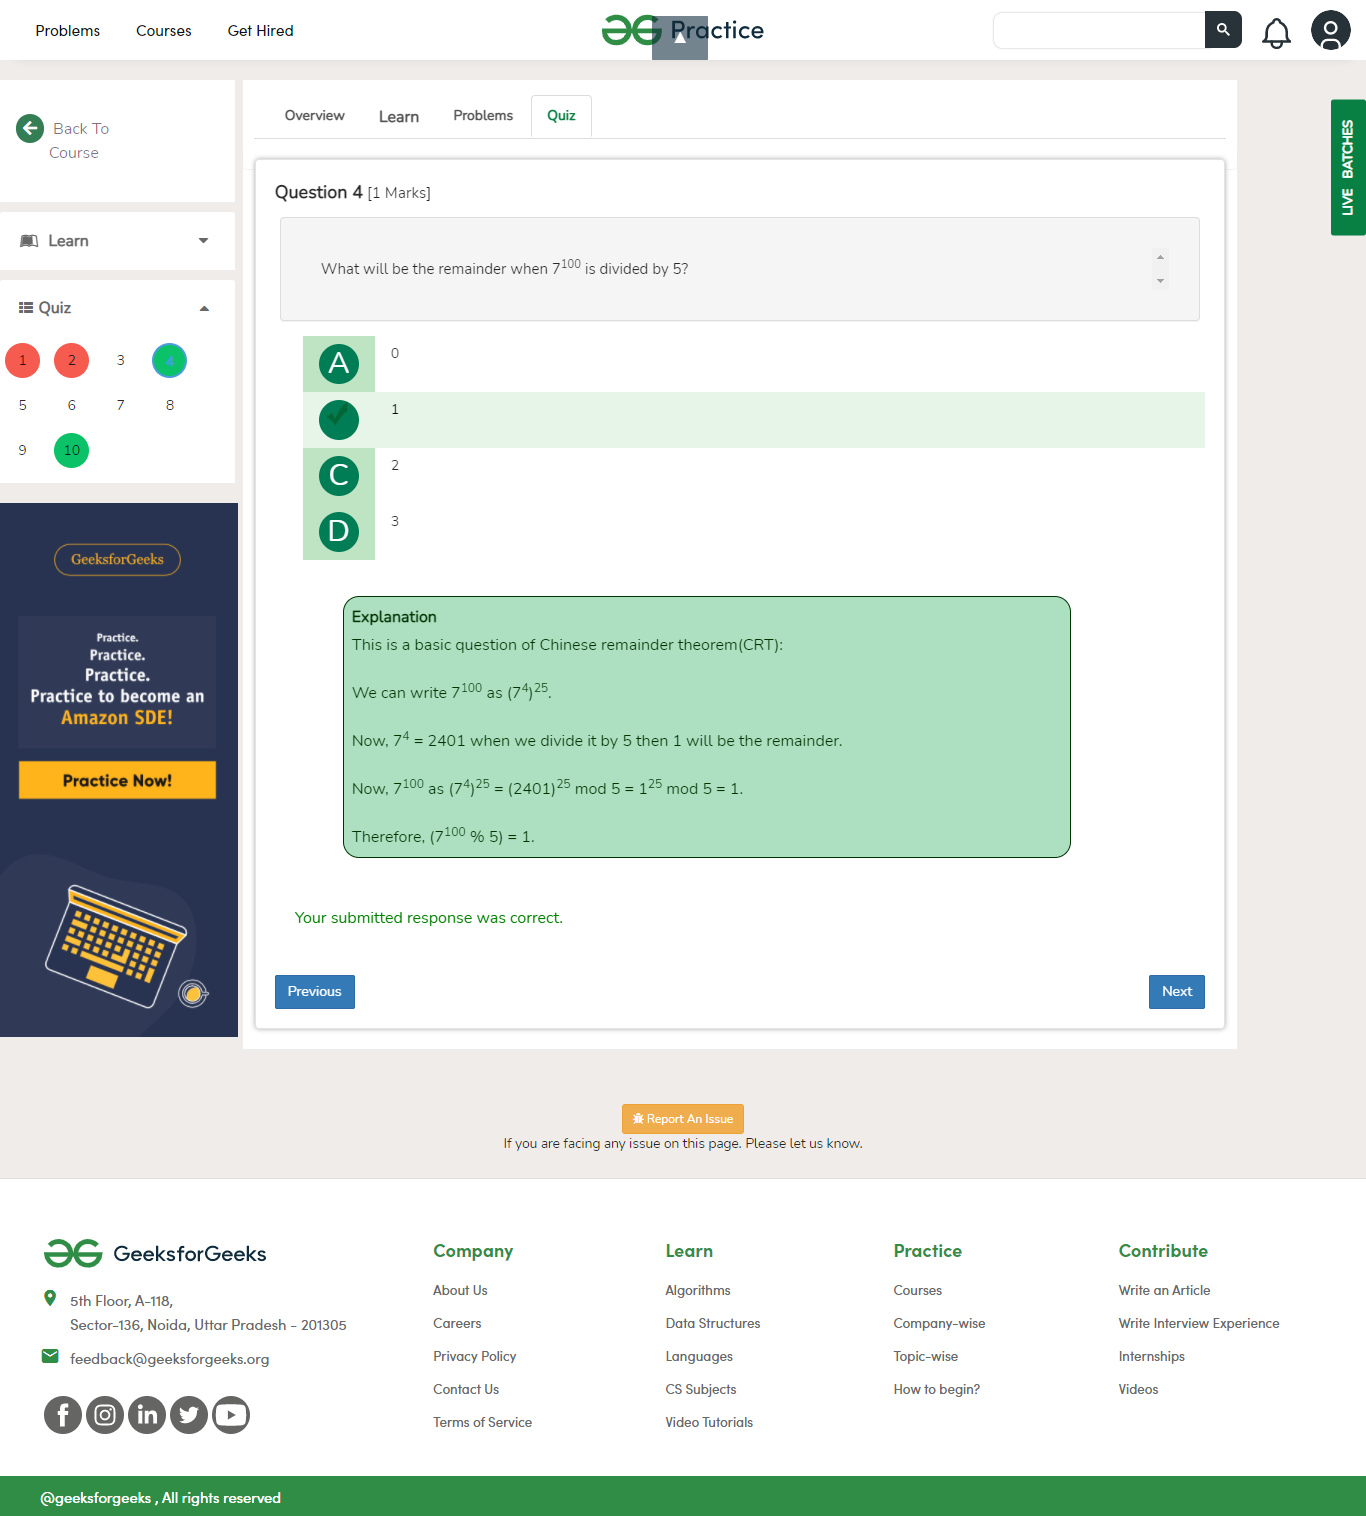 Problems Courses Get Hired
Practice
Back To
Course
Learn
Quiz
1 2 3 4
5 6 7 8
9 10
GeeksforGeeks
Practice.
Practice.
Practice.
Practice to become an
Amazon SDE!
Practice Now!
Overview Learn Problems Quiz
Question 4 [1 Marks]
What will be the remainder when 7^100 is divided by 5?
A 0
1
C 2
D 3
Explanation
This is a basic question of Chinese remainder theorem(CRT):
We can write 7^100 as (7^4)^25.
Now, 7^4 = 2401 when we divide it by 5 then 1 will be the remainder.
Now, 7^100 as (7^4)^25 = (2401)^25 mod 5 = 1^25 mod 5 = 1.
Therefore, (7^100 % 5) = 1.
Your submitted response was correct.
Previous Next
LIVE BATCHES
Report An Issue
If you are facing any issue on this page. Please let us know.
GeeksforGeeks
5th Floor, A-118,
Sector-136, Noida, Uttar Pradesh - 201305
feedback@geeksforgeeks.org
Company
About Us
Careers
Privacy Policy
Contact Us
Terms of Service
Learn
Algorithms
Data Structures
Languages
CS Subjects
Video Tutorials
Practice
Courses
Company-wise
Topic-wise
How to begin?
Contribute
Write an Article
Write Interview Experience
Internships
Videos
@geeksforgeeks , All rights reserved